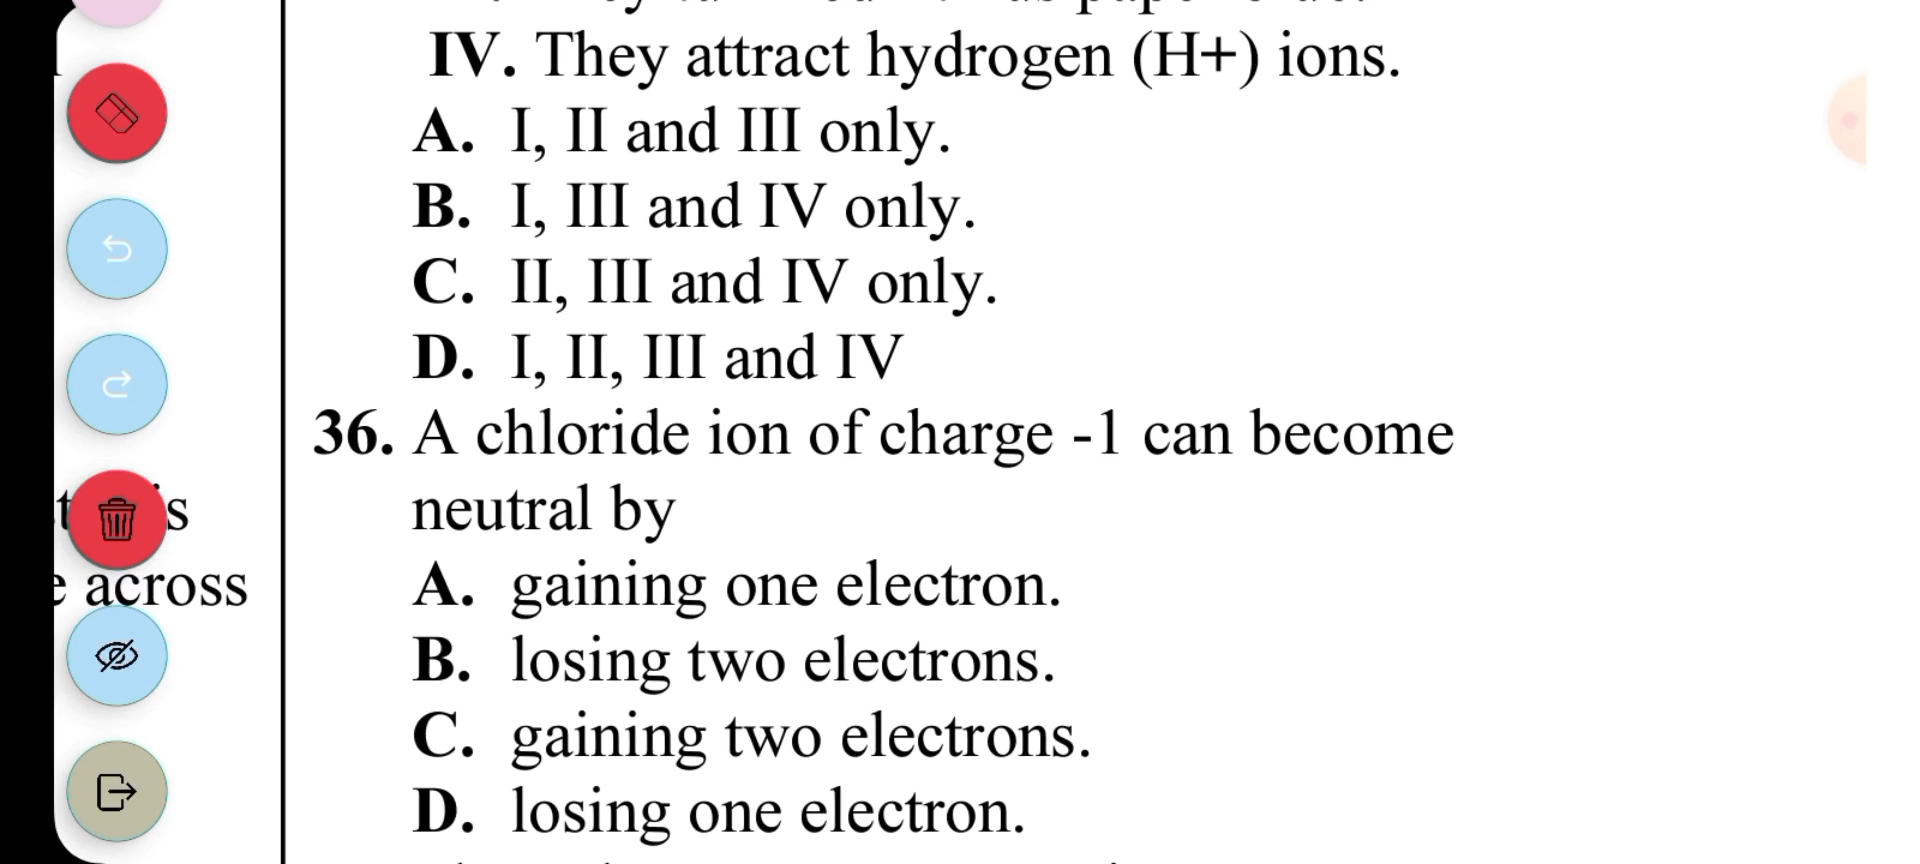 IV. They attract hydrogen (H+) ions.
A. I, II and III only.
B. I, III and IV only.
C. II, III and IV only.
D. I, II, III and IV
36. A chloride ion of charge -1 can become
neutral by
s
A. gaining one electron.
across
B. losing two electrons.
C. gaining two electrons.
D. losing one electron.